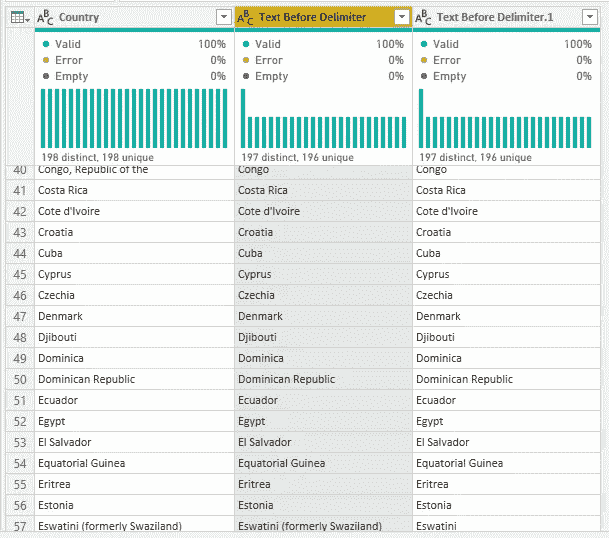 ABC Country ABC Text Before Delimiter ABC Text Before Delimiter.1
Valid 100% Valid 100% Valid 100%
Error 0% Error 0% Error 0%
Empty 0% Empty 0% Empty 0%
198 distinct, 198 unique 197 distinct, 196 unique 197 distinct, 196 unique
40 Congo, Republic of the Congo Congo
41 Costa Rica Costa Rica Costa Rica
42 Cote d'Ivoire Cote d'Ivoire Cote d'Ivoire
43 Croatia Croatia Croatia
44 Cuba Cuba Cuba
45 Cyprus Cyprus Cyprus
46 Czechia Czechia Czechia
47 Denmark Denmark Denmark
48 Djibouti Djibouti Djibouti
49 Dominica Dominica Dominica
50 Dominican Republic Dominican Republic Dominican Republic
51 Ecuador Ecuador Ecuador
52 Egypt Egypt Egypt
53 El Salvador El Salvador El Salvador
54 Equatorial Guinea Equatorial Guinea Equatorial Guinea
55 Eritrea Eritrea Eritrea
56 Estonia Estonia Estonia
57 Eswatini (formerly Swaziland) Eswatini (formerly Swaziland) Eswatini